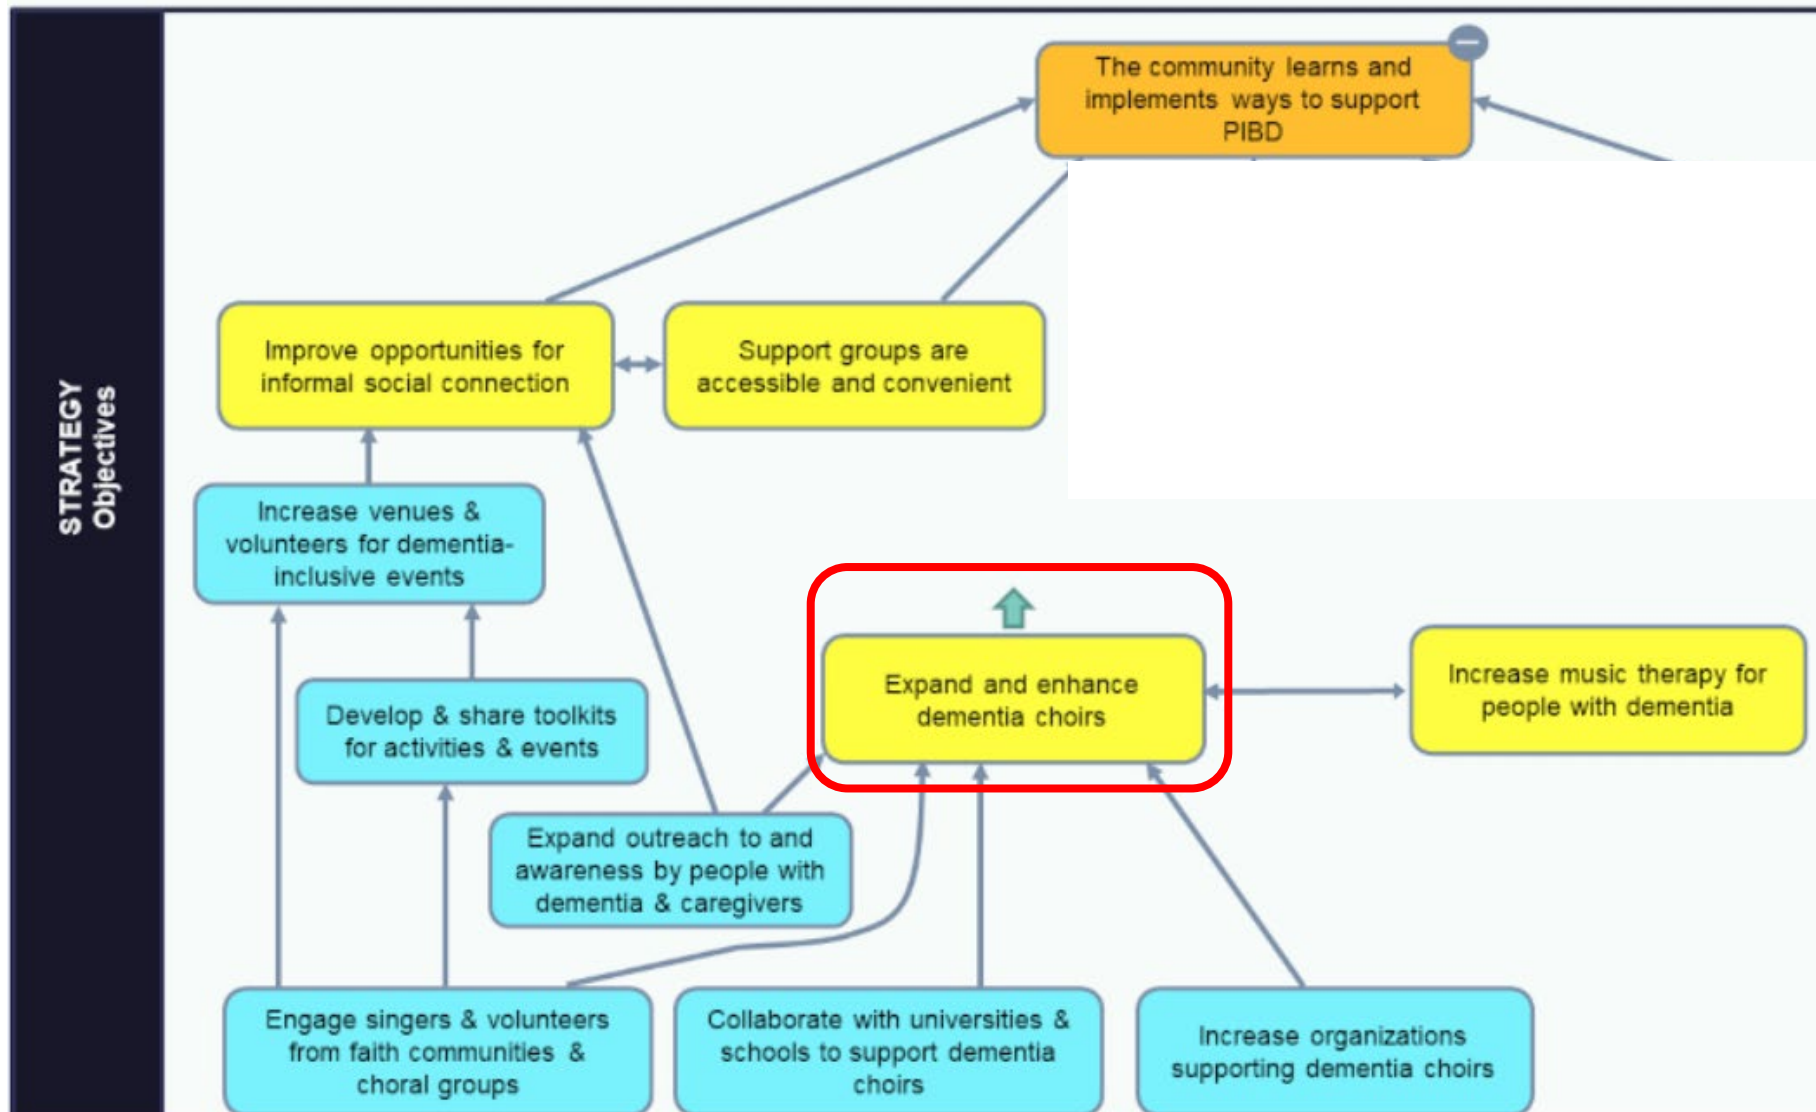 STRATEGY
Objectives
The community learns and
implements ways to support
PIBD
Improve opportunities for
informal social connection
Support groups are
accessible and convenient
Increase venues &
volunteers for dementia-
inclusive events
Expand and enhance
dementia choirs
Increase music therapy for
people with dementia
Develop & share toolkits
for activities & events
Expand outreach to and
awareness by people with
dementia & caregivers
Engage singers & volunteers
from faith communities &
choral groups
Collaborate with universities &
schools to support dementia
choirs
Increase organizations
supporting dementia choirs